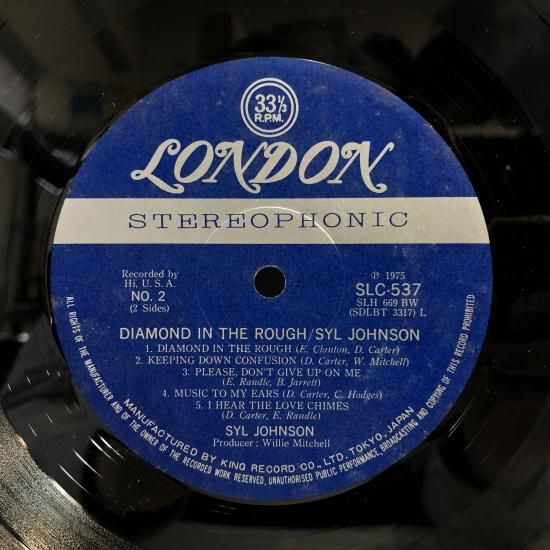 33⅓
R.P.M.
LONDON
STEREOPHONIC
Recorded by
Hi, U. S. A.
NO. 2
(2 Sides)
℗ 1975
SLC-537
SLH 669 BW
(SDLBT 3317) L
DIAMOND IN THE ROUGH/SYL JOHNSON
1. DIAMOND IN THE ROUGH (E. Clanton, D. Carter)
2. KEEPING DOWN CONFUSION (D. Carter, W. Mitchell)
3. PLEASE, DON'T GIVE UP ON ME
(E. Randle, B. Jarrett)
4. MUSIC TO MY EARS (D. Carter, C. Hodges)
5. I HEAR THE LOVE CHIMES
(D. Carter, E. Randle)
SYL JOHNSON
Producer : Willie Mitchell
MANUFACTURED BY KING RECORD CO., LTD. TOKYO, JAPAN
ALL RIGHTS OF THE MANUFACTURER AND OF THE OWNER OF THE RECORDED WORK RESERVED, UNAUTHORISED PUBLIC PERFORMANCE, BROADCASTING AND COPYING OF THIS RECORD PROHIBITED